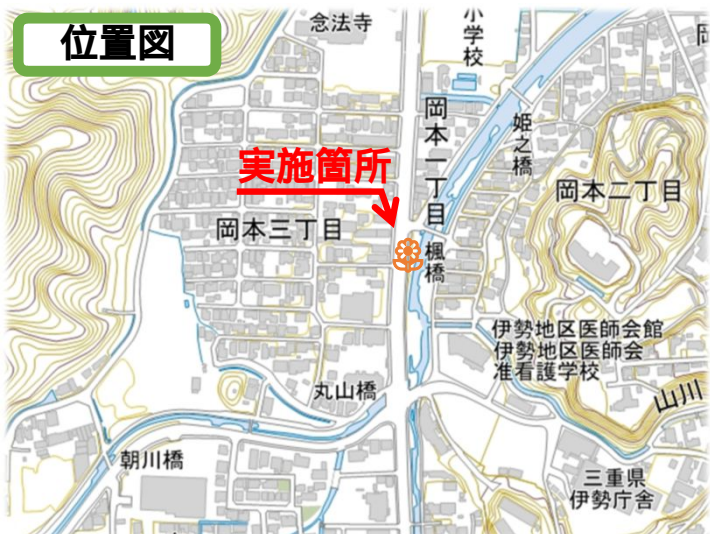 位置図
念法寺
小学校
岡本一丁目
姫之橋
実施箇所
岡本二丁目
岡本三丁目
楓橋
伊勢地区医師会館
伊勢地区医師会
准看護学校
丸山橋
山川
朝川橋
三重県
伊勢庁舎